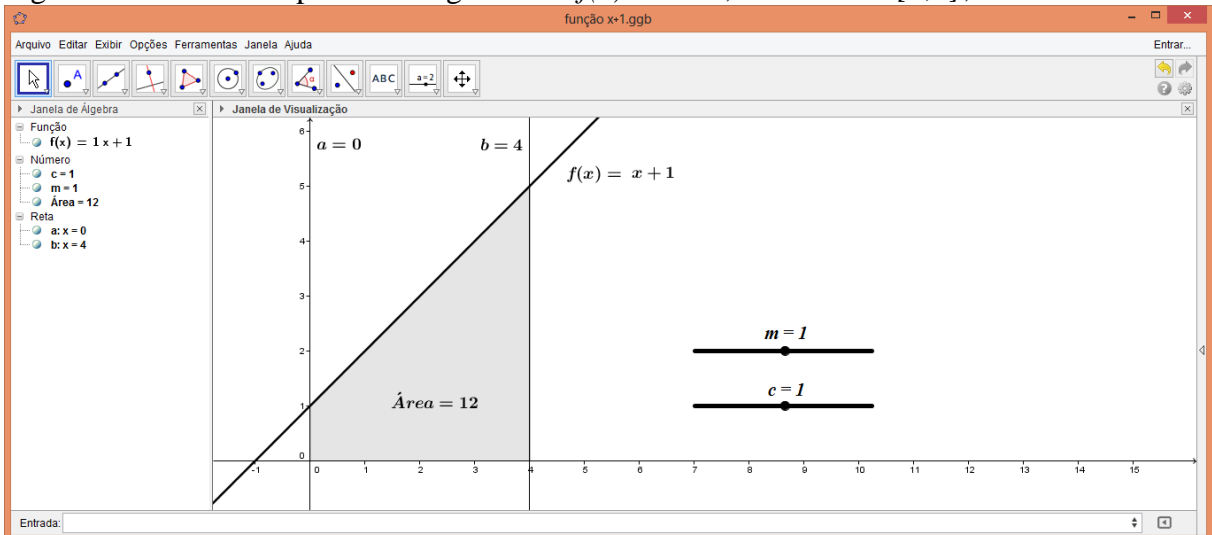 função x+1.ggb
Arquivo Editar Exibir Opções Ferramentas Janela Ajuda
Entrar...
A
α
ABC
a=2
Janela de Álgebra
Janela de Visualização
Função
f(x) = 1 x + 1
Número
c = 1
m = 1
Área = 12
Reta
a: x = 0
b: x = 4
a = 0
b = 4
f(x) = x + 1
m = 1
c = 1
Área = 12
6
5
4
3
2
1
0
-1 0 1 2 3 4 5 6 7 8 9 10 11 12 13 14 15
Entrada: